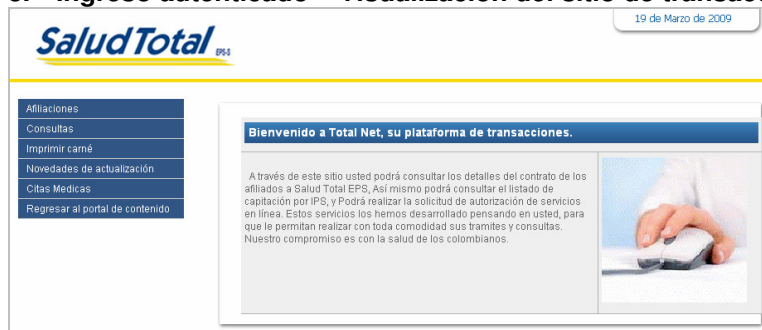 19 de Marzo de 2009
SaludTotal EPS-S
Afiliaciones
Consultas
Imprimir carné
Novedades de actualización
Citas Medicas
Regresar al portal de contenido
Bienvenido a Total Net, su plataforma de transacciones.
A través de este sitio usted podrá consultar los detalles del contrato de los
afiliados a Salud Total EPS, Así mismo podrá consultar el listado de
capitación por IPS, y Podrá realizar la solicitud de autorización de servicios
en línea. Estos servicios los hemos desarrollado pensando en usted, para
que le permitan realizar con toda comodidad sus tramites y consultas.
Nuestro compromiso es con la salud de los colombianos.